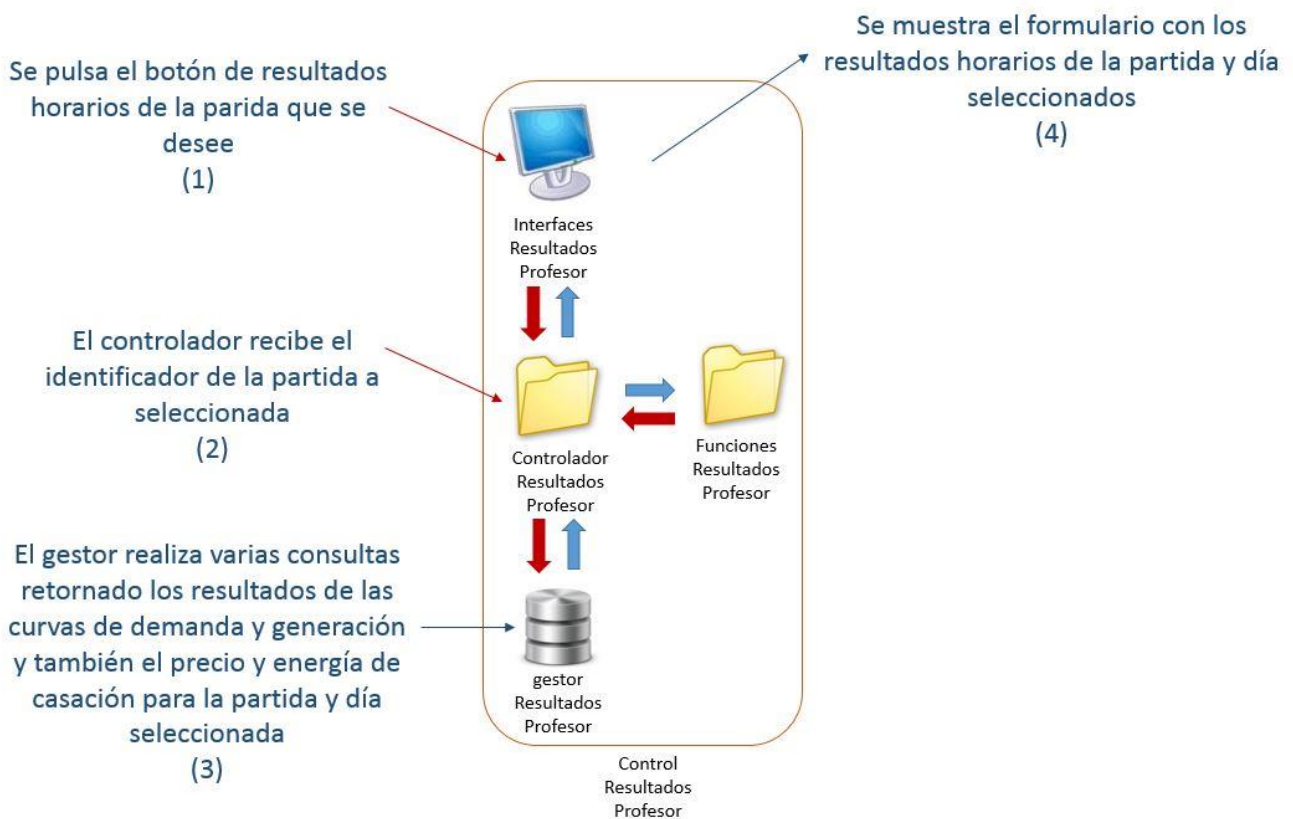 Se pulsa el botón de resultados
horarios de la parida que se
desee
(1)
Se muestra el formulario con los
resultados horarios de la partida y día
seleccionados
(4)
Interfaces
Resultados
Profesor
El controlador recibe el
identificador de la partida a
seleccionada
(2)
Controlador
Resultados
Profesor
Funciones
Resultados
Profesor
El gestor realiza varias consultas
retornado los resultados de las
curvas de demanda y generación
y también el precio y energía de
casación para la partida y día
seleccionada
(3)
gestor
Resultados
Profesor
Control
Resultados
Profesor